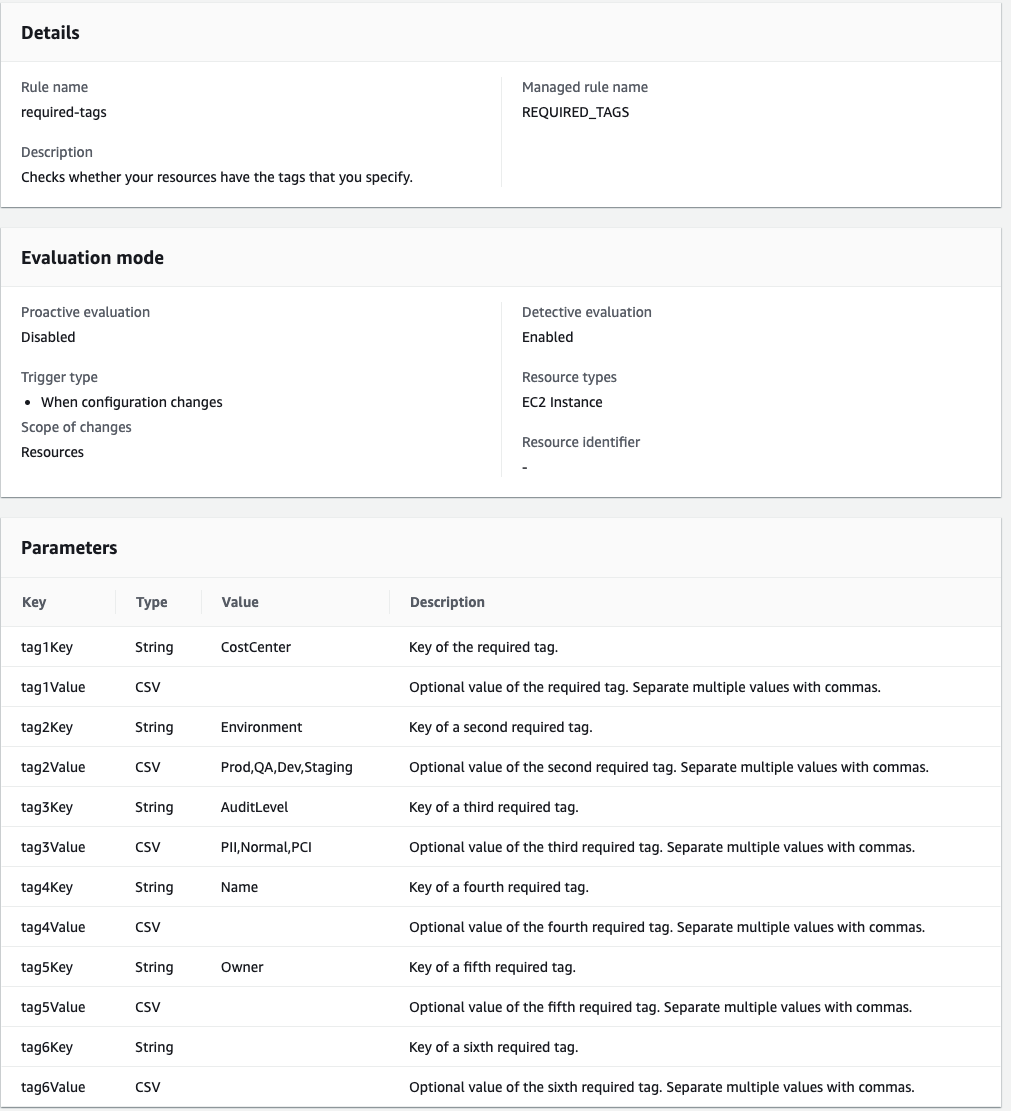 Details
Rule name
required-tags
Managed rule name
REQUIRED_TAGS
Description
Checks whether your resources have the tags that you specify.
Evaluation mode
Proactive evaluation
Disabled
Detective evaluation
Enabled
Trigger type
• When configuration changes
Resource types
EC2 Instance
Scope of changes
Resources
Resource identifier
-
Parameters
Key Type Value Description
tag1Key String CostCenter Key of the required tag.
tag1Value CSV Optional value of the required tag. Separate multiple values with commas.
tag2Key String Environment Key of a second required tag.
tag2Value CSV Prod,QA,Dev,Staging Optional value of the second required tag. Separate multiple values with commas.
tag3Key String AuditLevel Key of a third required tag.
tag3Value CSV PII,Normal,PCI Optional value of the third required tag. Separate multiple values with commas.
tag4Key String Name Key of a fourth required tag.
tag4Value CSV Optional value of the fourth required tag. Separate multiple values with commas.
tag5Key String Owner Key of a fifth required tag.
tag5Value CSV Optional value of the fifth required tag. Separate multiple values with commas.
tag6Key String Key of a sixth required tag.
tag6Value CSV Optional value of the sixth required tag. Separate multiple values with commas.